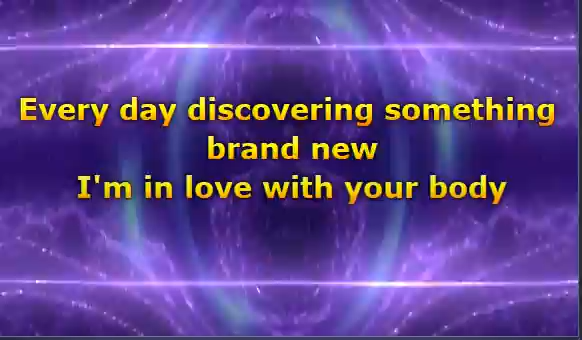 Every day discovering something
brand new
I'm in love with your body